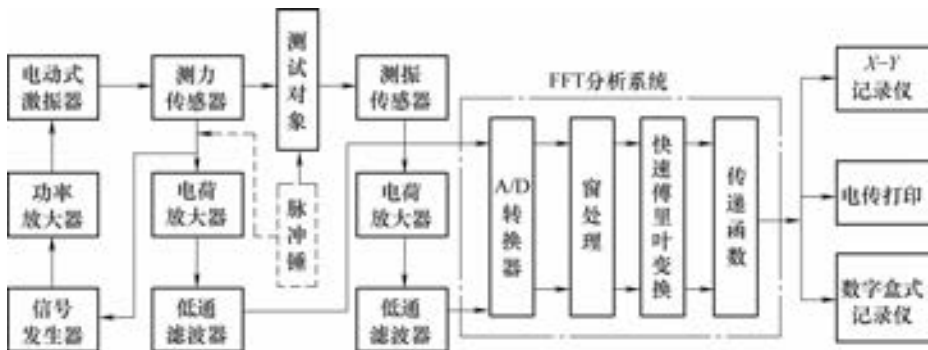 电动式
激振器
测力
传感器
测试对象
测振
传感器
FFT分析系统
X-Y
记录仪
功率
放大器
电荷
放大器
脉冲锤
电荷
放大器
A/D转换器
窗处理
快速傅里叶变换
传递函数
电传打印
信号
发生器
低通
滤波器
低通
滤波器
数字盒式
记录仪